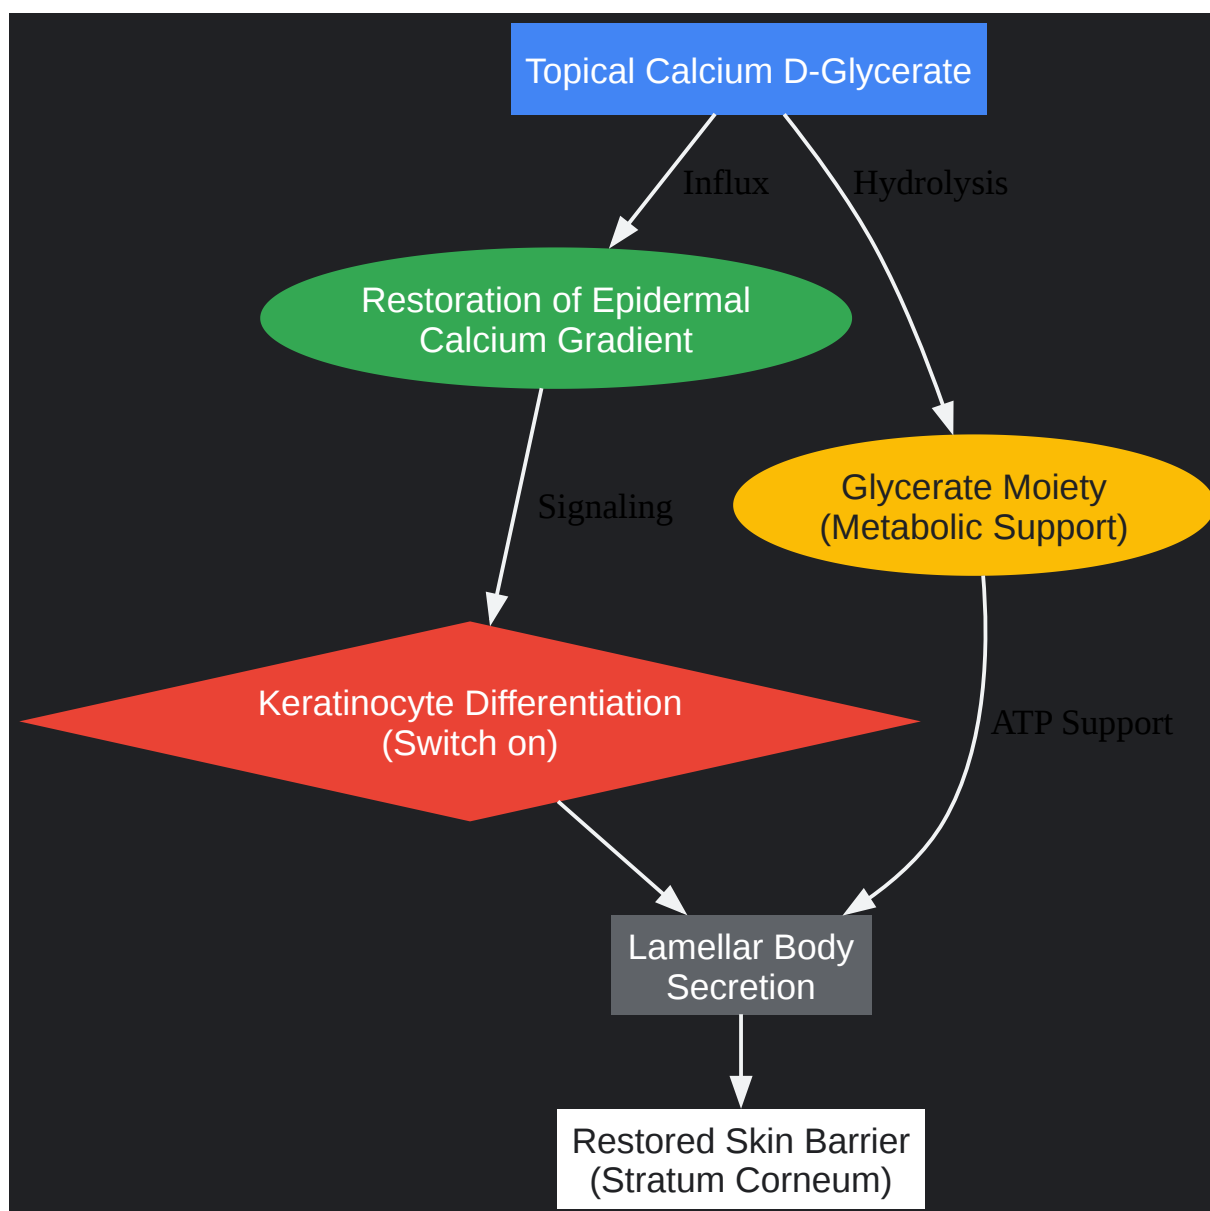 Topical Calcium D-Glycerate
Influx
Hydrolysis
Restoration of Epidermal
Calcium Gradient
Glycerate Moiety
(Metabolic Support)
Signaling
Keratinocyte Differentiation
(Switch on)
ATP Support
Lamellar Body
Secretion
Restored Skin Barrier
(Stratum Corneum)